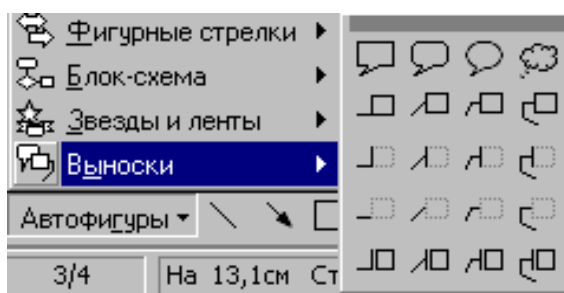 Фигурные стрелки
Блок-схема
Звезды и ленты
Выноски
Автофигуры
3/4 На 13,1см Ст